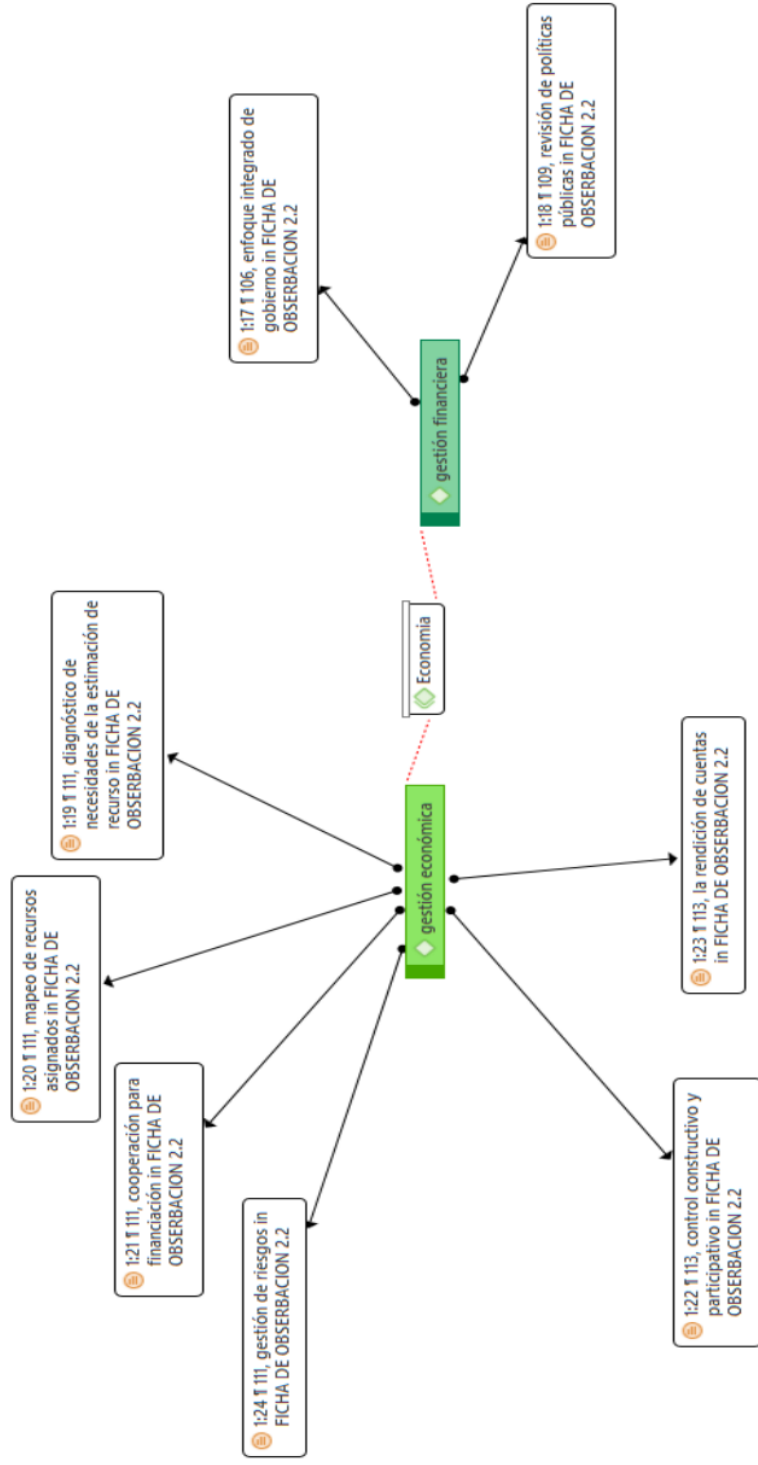 1:17 ¶ 106, enfoque integrado de
gobierno in FICHA DE
OBSERBACION 2.2
1:18 ¶ 109, revisión de políticas
públicas in FICHA DE
OBSERBACION 2.2
gestión financiera
Economia
1:19 ¶ 111, diagnóstico de
necesidades de la estimación de
recurso in FICHA DE
OBSERBACION 2.2
1:20 ¶ 111, mapeo de recursos
asignados in FICHA DE
OBSERBACION 2.2
1:21 ¶ 111, cooperación para
financiación in FICHA DE
OBSERBACION 2.2
1:24 ¶ 111, gestión de riesgos in
FICHA DE OBSERBACION 2.2
gestión económica
1:23 ¶ 113, la rendición de cuentas
in FICHA DE OBSERBACION 2.2
1:22 ¶ 113, control constructivo y
participativo in FICHA DE
OBSERBACION 2.2